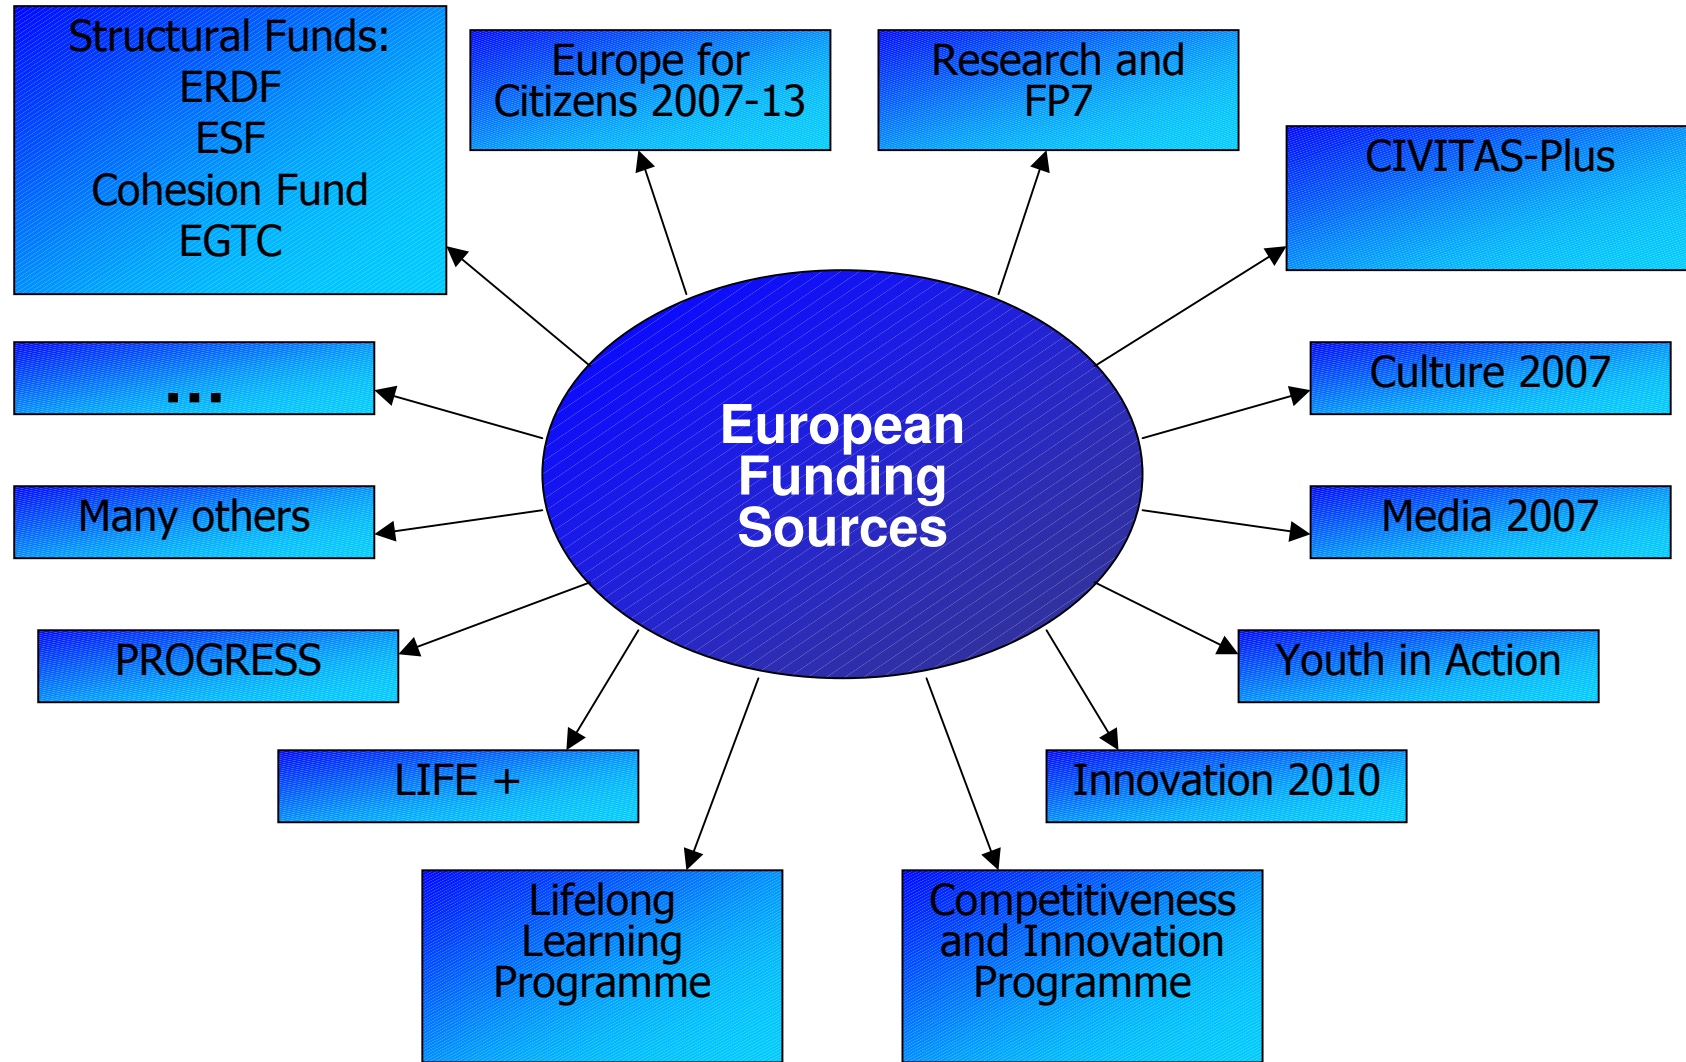 Structural Funds:
ERDF
ESF
Cohesion Fund
EGTC
Europe for
Citizens 2007-13
Research and
FP7
CIVITAS-Plus
...
Culture 2007
European
Funding
Sources
Many others
Media 2007
PROGRESS
Youth in Action
LIFE +
Innovation 2010
Lifelong
Learning
Programme
Competitiveness
and Innovation
Programme